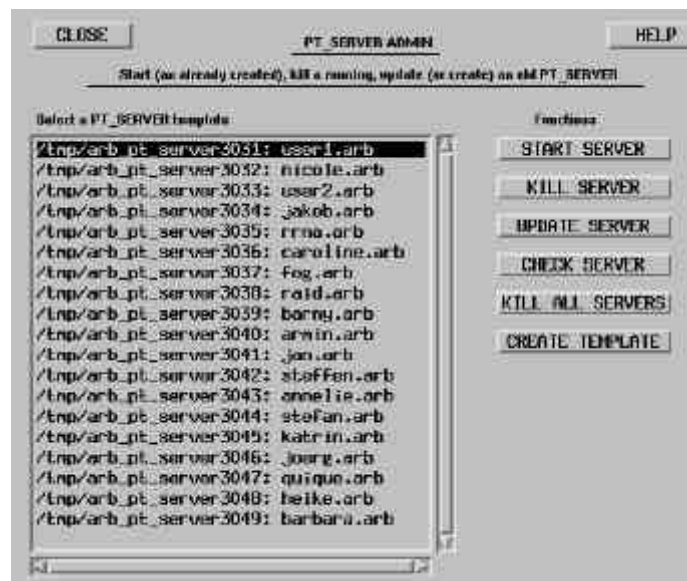 CLOSE
PT_SERVER ADMIN
HELP
Start (an already created), kill a running, update (or create) an old PT_SERVER
Select a PT_SERVER template
Functions
/tmp/arb_pt_server3031: user1.arb
/tmp/arb_pt_server3032: nicole.arb
/tmp/arb_pt_server3033: user2.arb
/tmp/arb_pt_server3034: jakob.arb
/tmp/arb_pt_server3035: rrna.arb
/tmp/arb_pt_server3036: caroline.arb
/tmp/arb_pt_server3037: fog.arb
/tmp/arb_pt_server3038: raid.arb
/tmp/arb_pt_server3039: barny.arb
/tmp/arb_pt_server3040: armin.arb
/tmp/arb_pt_server3041: jan.arb
/tmp/arb_pt_server3042: steffen.arb
/tmp/arb_pt_server3043: annelie.arb
/tmp/arb_pt_server3044: stefan.arb
/tmp/arb_pt_server3045: katrin.arb
/tmp/arb_pt_server3046: joerg.arb
/tmp/arb_pt_server3047: quique.arb
/tmp/arb_pt_server3048: heike.arb
/tmp/arb_pt_server3049: barbara.arb
START SERVER
KILL SERVER
UPDATE SERVER
CHECK SERVER
KILL ALL SERVERS
CREATE TEMPLATE